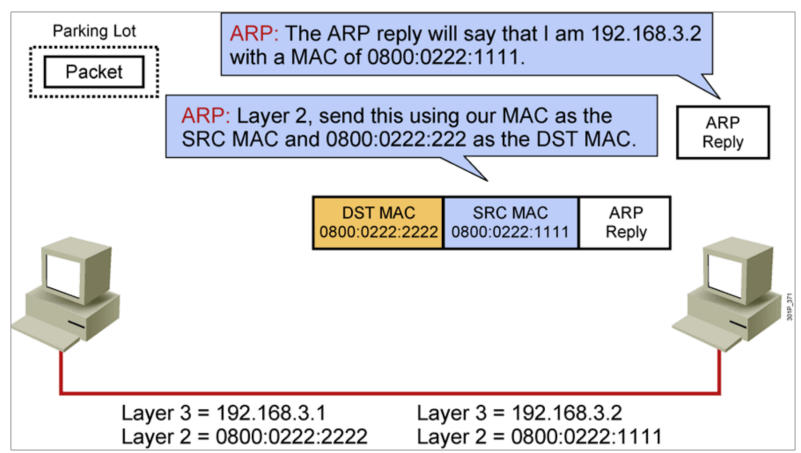 Parking Lot
Packet
ARP: The ARP reply will say that I am 192.168.3.2
with a MAC of 0800:0222:1111.
ARP: Layer 2, send this using our MAC as the
SRC MAC and 0800:0222:222 as the DST MAC.
ARP
Reply
DST MAC
0800:0222:2222
SRC MAC
0800:0222:1111
ARP
Reply
301P_371
Layer 3 = 192.168.3.1
Layer 2 = 0800:0222:2222
Layer 3 = 192.168.3.2
Layer 2 = 0800:0222:1111